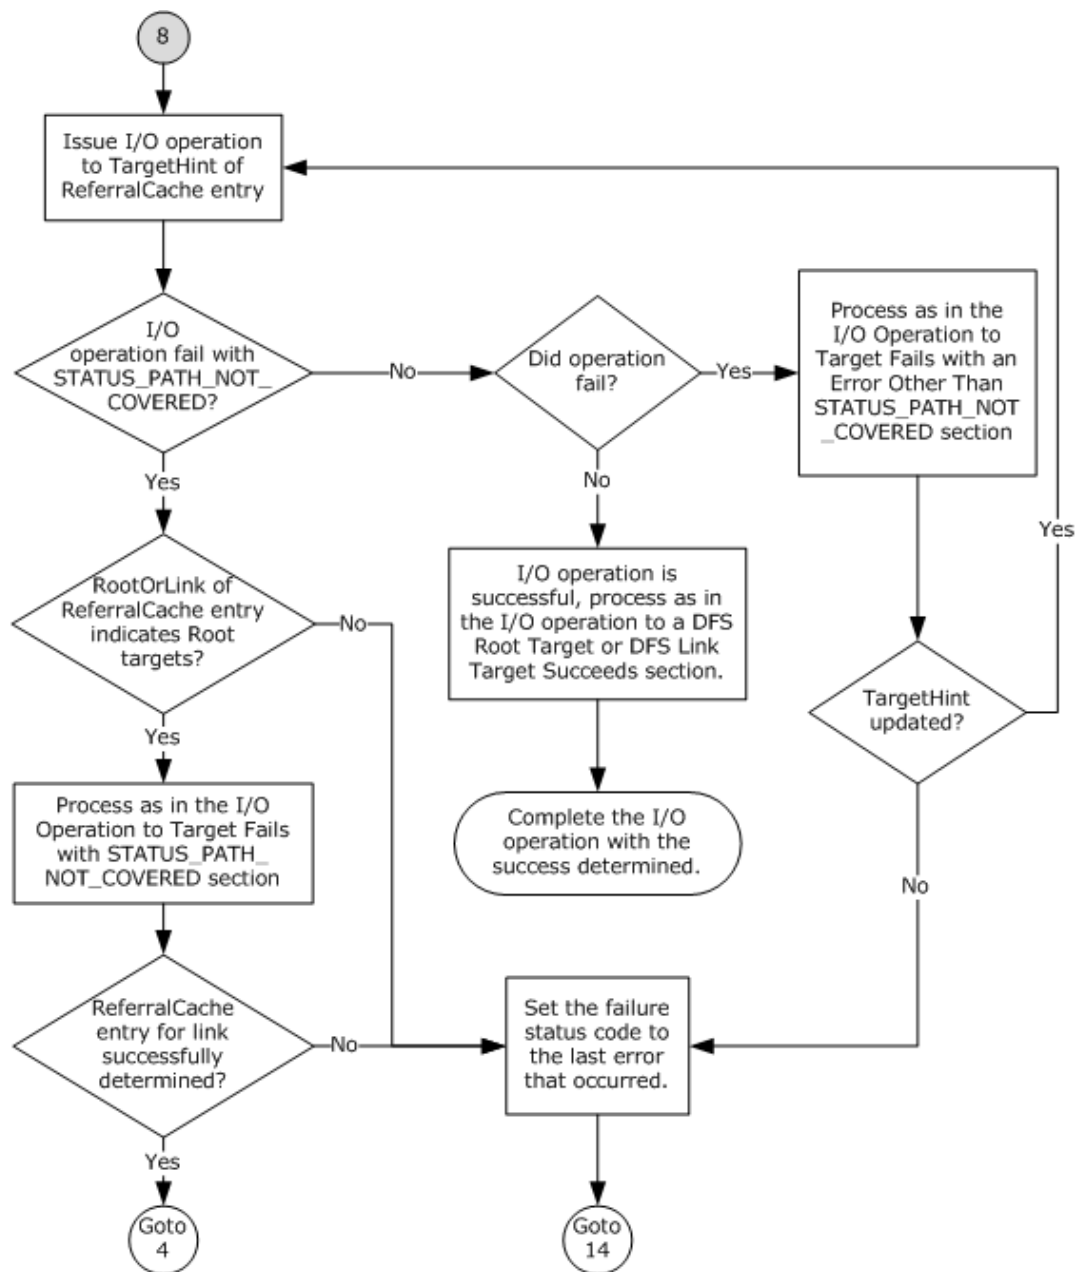 8
Issue I/O operation
to TargetHint of
ReferralCache entry
I/O
operation fail with
STATUS_PATH_NOT_
COVERED?
No
Did operation
fail?
Yes
Process as in the
I/O Operation to
Target Fails with an
Error Other Than
STATUS_PATH_NOT
_COVERED section
Yes
No
Yes
RootOrLink of
ReferralCache entry
indicates Root
targets?
No
I/O operation is
successful, process as in
the I/O operation to a DFS
Root Target or DFS Link
Target Succeeds section.
TargetHint
updated?
Yes
Process as in the I/O
Operation to Target Fails
with STATUS_PATH_
NOT_COVERED section
Complete the I/O
operation with the
success determined.
No
ReferralCache
entry for link
successfully
determined?
No
Set the failure
status code to
the last error
that occurred.
Yes
Goto
4
Goto
14